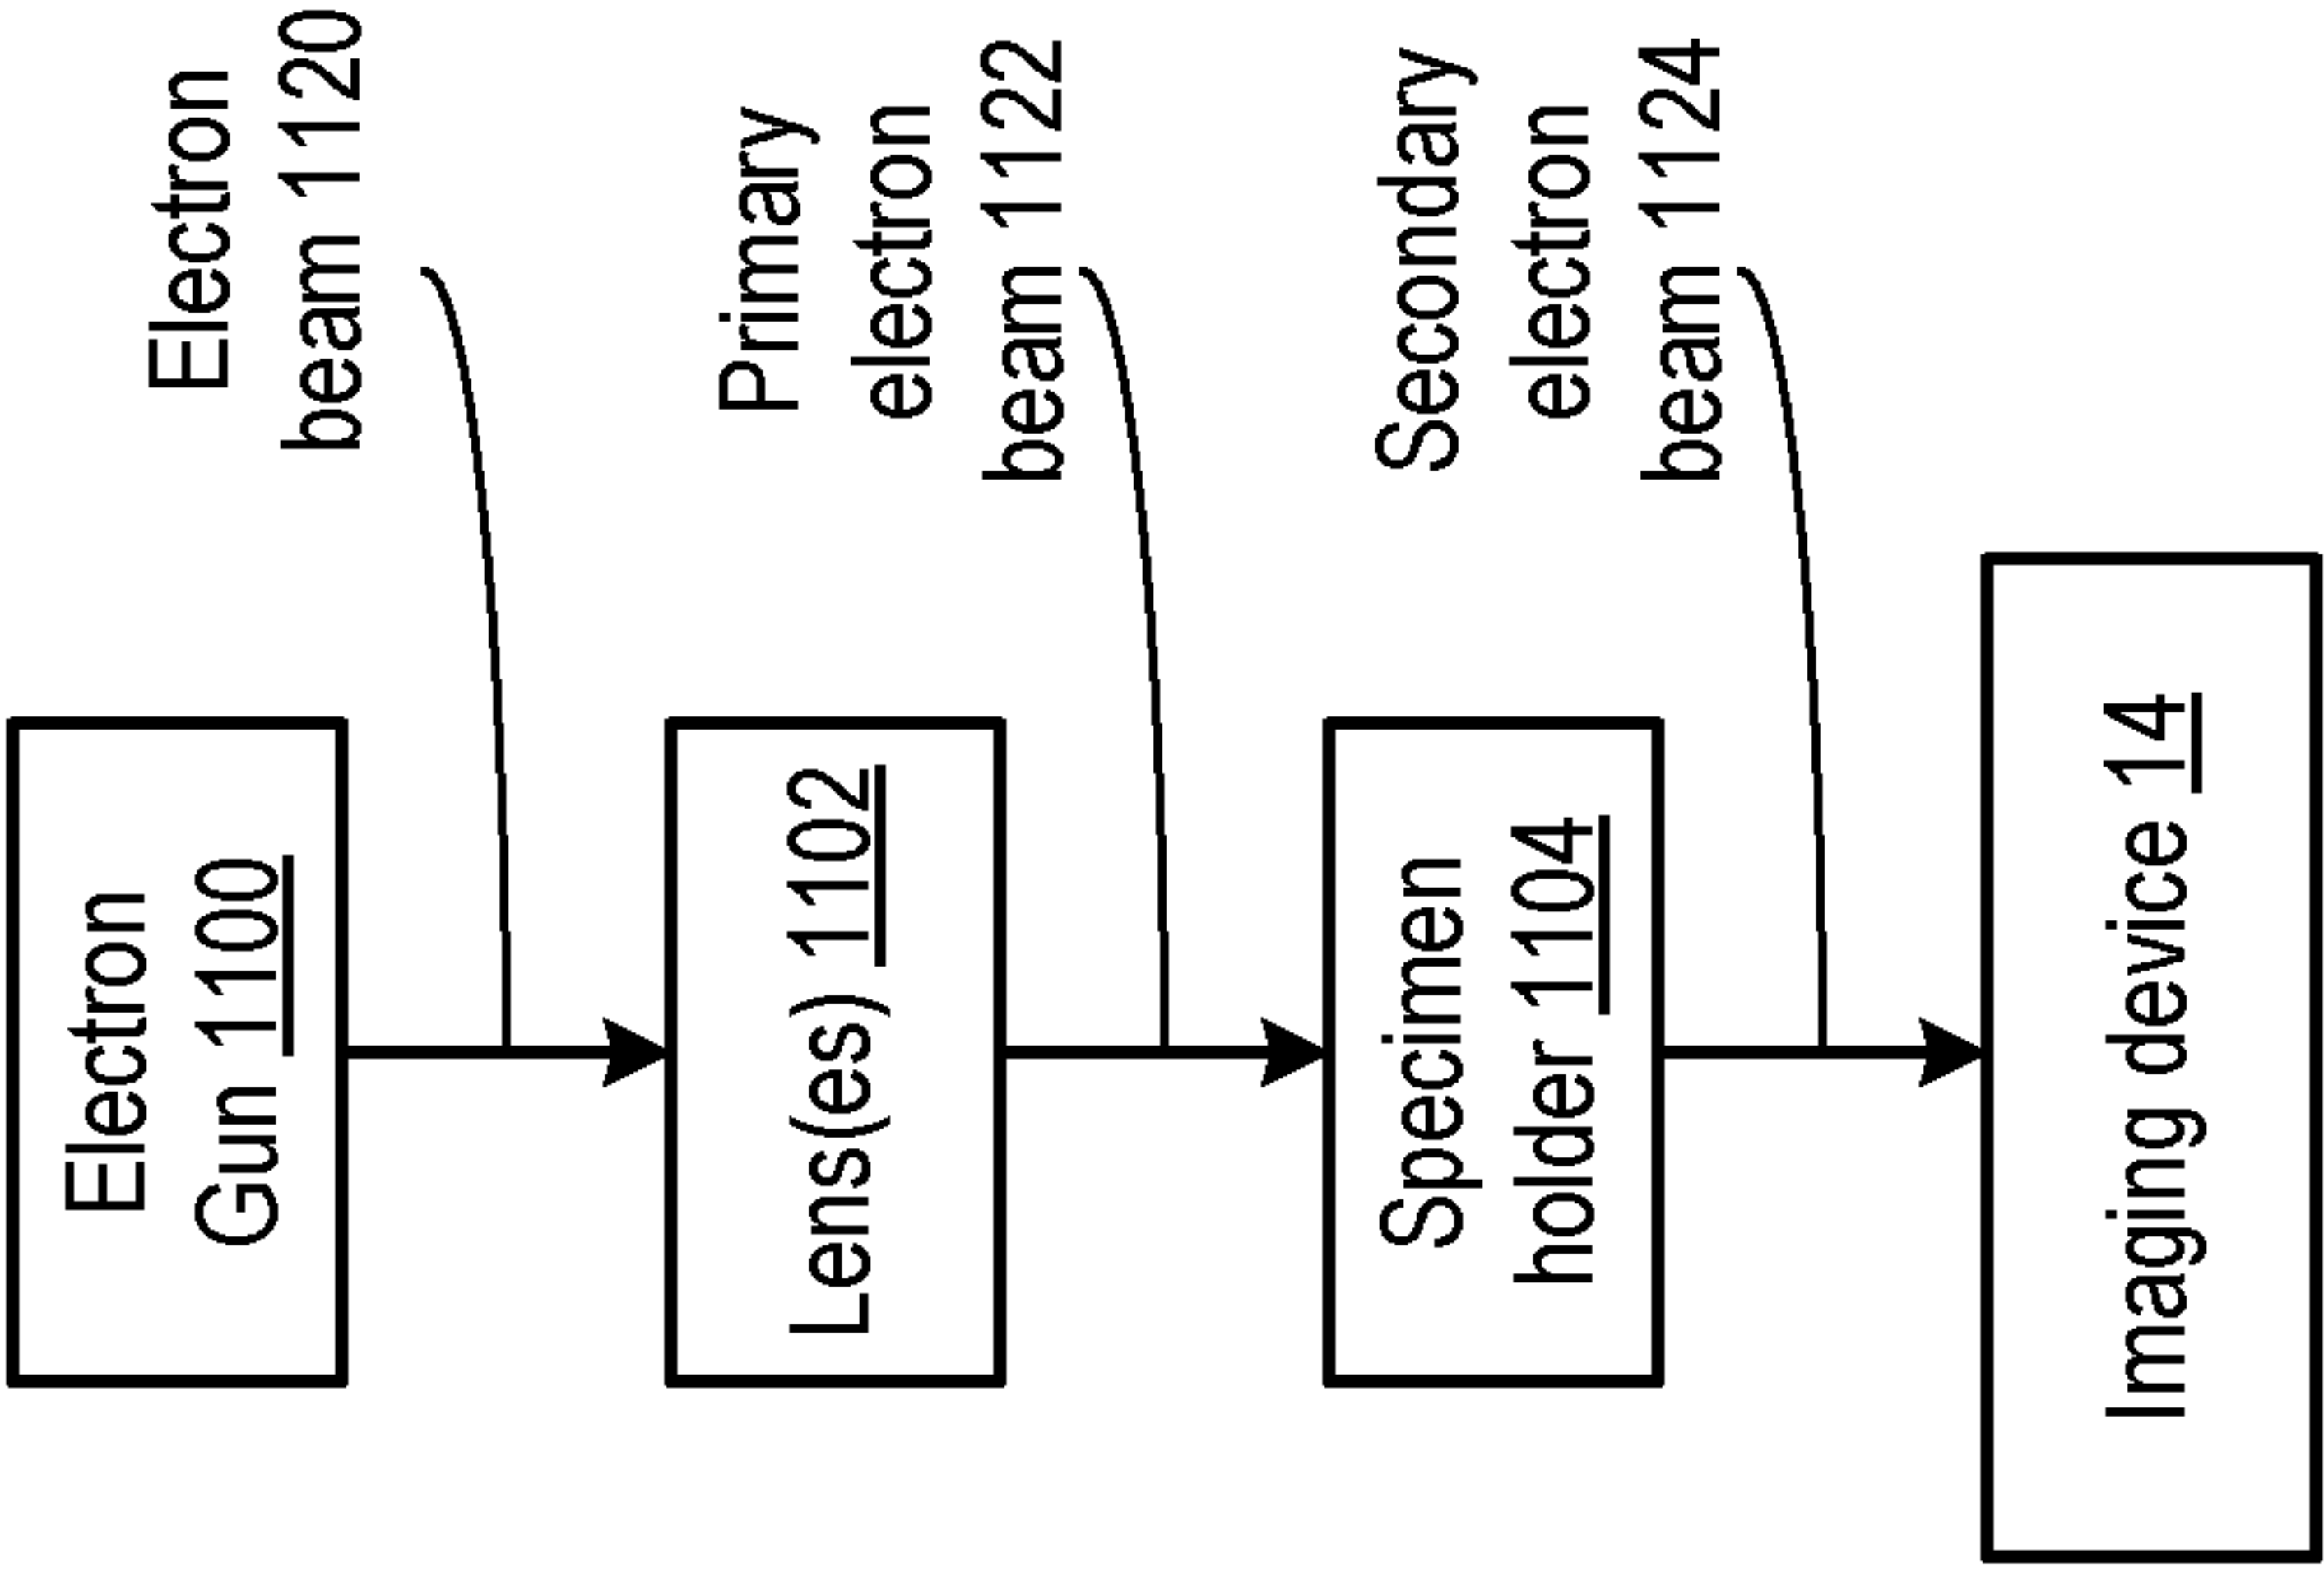 Electron
Gun 1100
Electron
beam 1120
Lens(es) 1102
Primary
electron
beam 1122
Specimen
holder 1104
Secondary
electron
beam 1124
Imaging device 14